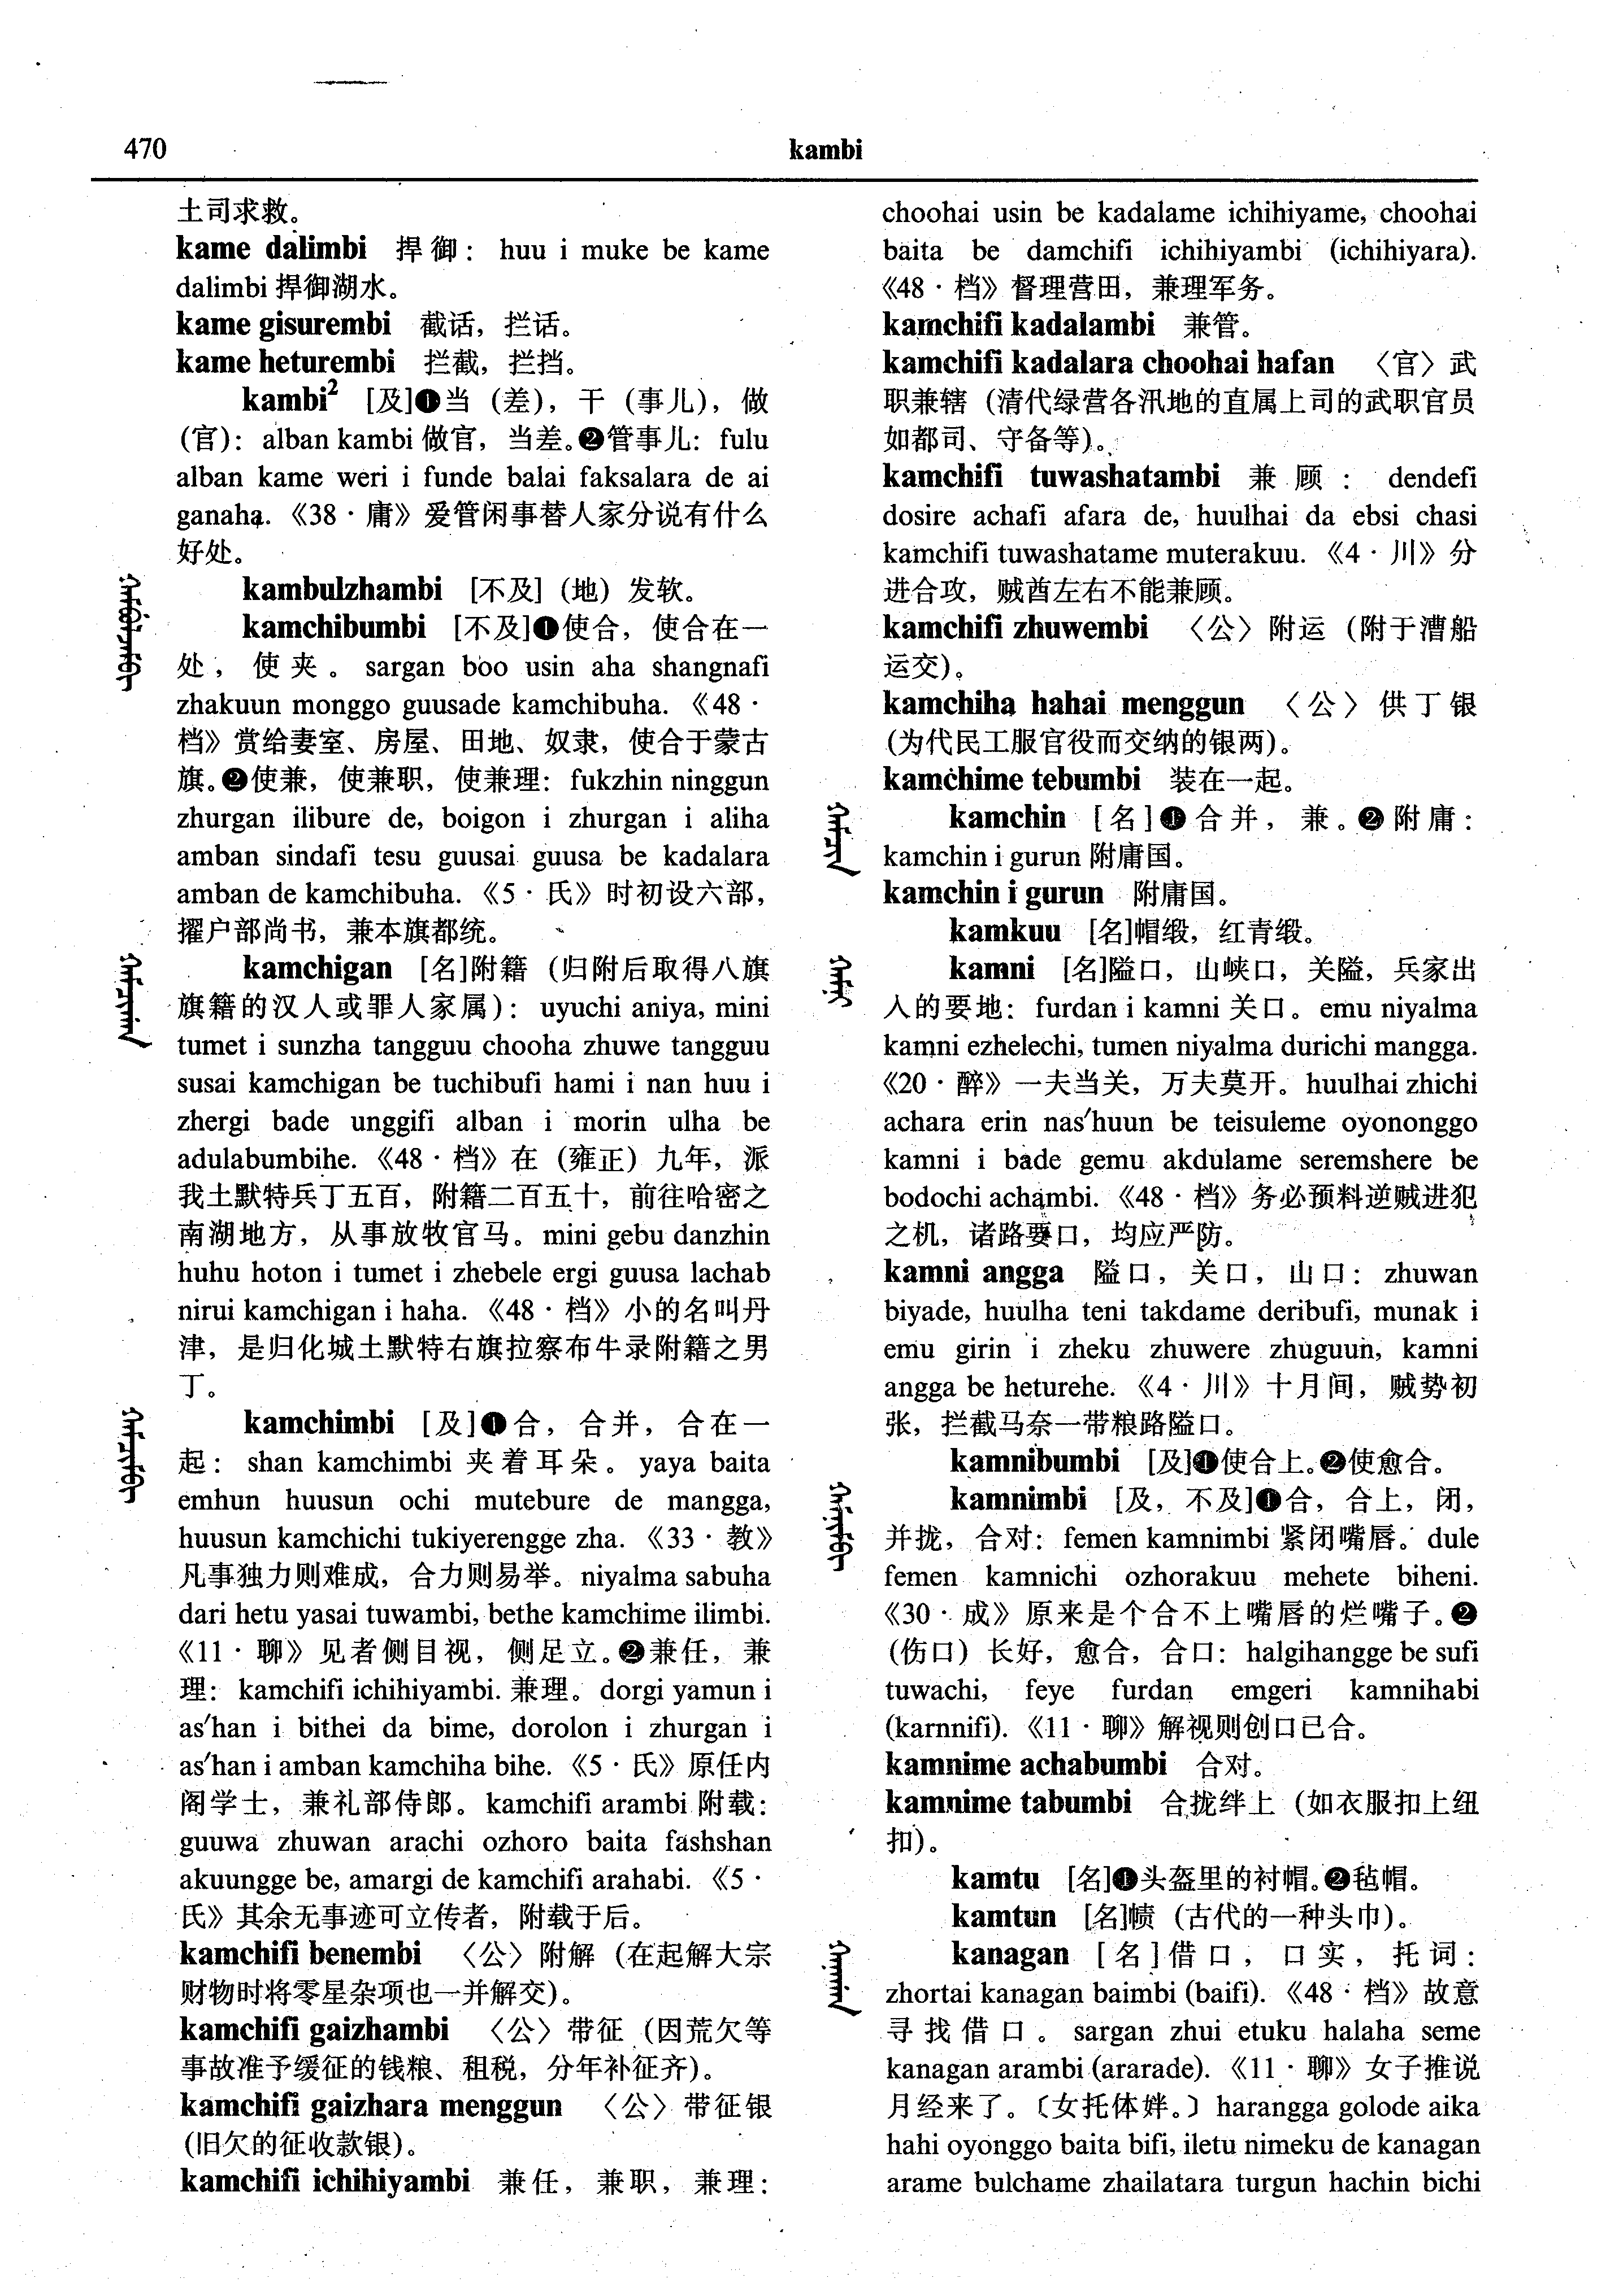 470
kambi
土司求救。
kame dalimbi 捍御：huu i muke be kame
dalimbi 捍御湖水。
kame gisurembi 截话，拦话。
kame heturembi 拦截，拦挡。
kambi² [及]❶当（差），干（事儿），做
（官）：alban kambi 做官，当差。❷管事儿：fulu
alban kame weri i funde balai faksalara de ai
ganaha. 《38·庸》爱管闲事替人家分说有什么
好处。
kambulzhambi [不及]（地）发软。
kamchibumbi [不及]❶使合，使合在一
处，使夹。sargan boo usin aha shangnafi
zhakuun monggo guusade kamchibuha. 《48·
档》赏给妻室、房屋、田地、奴隶，使合于蒙古
旗。❷使兼，使兼职，使兼理：fukzhin ninggun
zhurgan ilibure de, boigon i zhurgan i aliha
amban sindafi tesu guusai guusa be kadalara
amban de kamchibuha. 《5·氏》时初设六部，
擢户部尚书，兼本旗都统。
kamchigan [名]附籍（归附后取得八旗
旗籍的汉人或罪人家属）：uyuchi aniya, mini
tumet i sunzha tangguu chooha zhuwe tangguu
susai kamchigan be tuchibufi hami i nan huu i
zhergi bade unggifi alban i morin ulha be
adulabumbihe. 《48·档》在（雍正）九年，派
我土默特兵丁五百，附籍二百五十，前往哈密之
南湖地方，从事放牧官马。mini gebu danzhin
huhu hoton i tumet i zhebele ergi guusa lachab
nirui kamchigan i haha. 《48·档》小的名叫丹
津，是归化城土默特右旗拉察布牛录附籍之男
丁。
kamchimbi [及]❶合，合并，合在一
起：shan kamchimbi 夹着耳朵。yaya baita
emhun huusun ochi mutebure de mangga,
huusun kamchichi tukiyerengge zha. 《33·教》
凡事独力则难成，合力则易举。niyalma sabuha
dari hetu yasai tuwambi, bethe kamchime ilimbi.
《11·聊》见者侧目视，侧足立。❷兼任，兼
理：kamchifi ichihiyambi. 兼理。dorgi yamun i
as′han i bithei da bime, dorolon i zhurgan i
as′han i amban kamchiha bihe. 《5·氏》原任内
阁学士，兼礼部侍郎。kamchifi arambi 附载：
guuwa zhuwan arachi ozhoro baita fashshan
akuungge be, amargi de kamchifi arahabi. 《5·
氏》其余无事迹可立传者，附载于后。
kamchifi benembi 〈公〉附解（在起解大宗
财物时将零星杂项也一并解交）。
kamchifi gaizhambi 〈公〉带征（因荒欠等
事故准予缓征的钱粮、租税，分年补征齐）。
kamchifi gaizhara menggun 〈公〉带征银
（旧欠的征收款银）。
kamchifi ichihiyambi 兼任，兼职，兼理：
choohai usin be kadalame ichihiyame, choohai
baita be damchifi ichihiyambi (ichihiyara).
《48·档》督理营田，兼理军务。
kamchifi kadalambi 兼管。
kamchifi kadalara choohai hafan 〈官〉武
职兼辖（清代绿营各汛地的直属上司的武职官员
如都司、守备等）。
kamchifi tuwashatambi 兼顾：dendefi
dosire achafi afara de, huulhai da ebsi chasi
kamchifi tuwashatame muterakuu. 《4·川》分
进合攻，贼酋左右不能兼顾。
kamchifi zhuwembi 〈公〉附运（附于漕船
运交）。
kamchiha hahai menggun 〈公〉供丁银
（为代民工服官役而交纳的银两）。
kamchime tebumbi 装在一起。
kamchin [名]❶合并，兼。❷附庸：
kamchin i gurun 附庸国。
kamchin i gurun 附庸国。
kamkuu [名]帽缎，红青缎。
kamni [名]隘口，山峡口，关隘，兵家出
入的要地：furdan i kamni 关口。emu niyalma
kamni ezhelechi, tumen niyalma durichi mangga.
《20·醉》一夫当关，万夫莫开。huulhai zhichi
achara erin nas′huun be teisuleme oyononggo
kamni i bade gemu akdulame seremshere be
bodochi achambi. 《48·档》务必预料逆贼进犯
之机，诸路要口，均应严防。
kamni angga 隘口，关口，山口：zhuwan
biyade, huulha teni takdame deribufi, munak i
emu girin i zheku zhuwere zhuguun, kamni
angga be heturehe. 《4·川》十月间，贼势初
张，拦截马奈一带粮路隘口。
kamnibumbi [及]❶使合上。❷使愈合。
kamnimbi [及，不及]❶合，合上，闭，
并拢，合对：femen kamnimbi 紧闭嘴唇。dule
femen kamnichi ozhorakuu mehete biheni.
《30·成》原来是个合不上嘴唇的烂嘴子。❷
（伤口）长好，愈合，合口：halgihangge be sufi
tuwachi, feye furdan emgeri kamnihabi
(karnnifi). 《11·聊》解视则创口已合。
kamnime achabumbi 合对。
kamnime tabumbi 合拢绊上（如衣服扣上纽
扣）。
kamtu [名]❶头盔里的衬帽。❷毡帽。
kamtun [名]帻（古代的一种头巾）。
kanagan [名]借口，口实，托词：
zhortai kanagan baimbi (baifi). 《48·档》故意
寻找借口。sargan zhui etuku halaha seme
kanagan arambi (ararade). 《11·聊》女子推说
月经来了。〔女托体姅。〕harangga golode aika
hahi oyonggo baita bifi, iletu nimeku de kanagan
arame bulchame zhailatara turgun hachin bichi